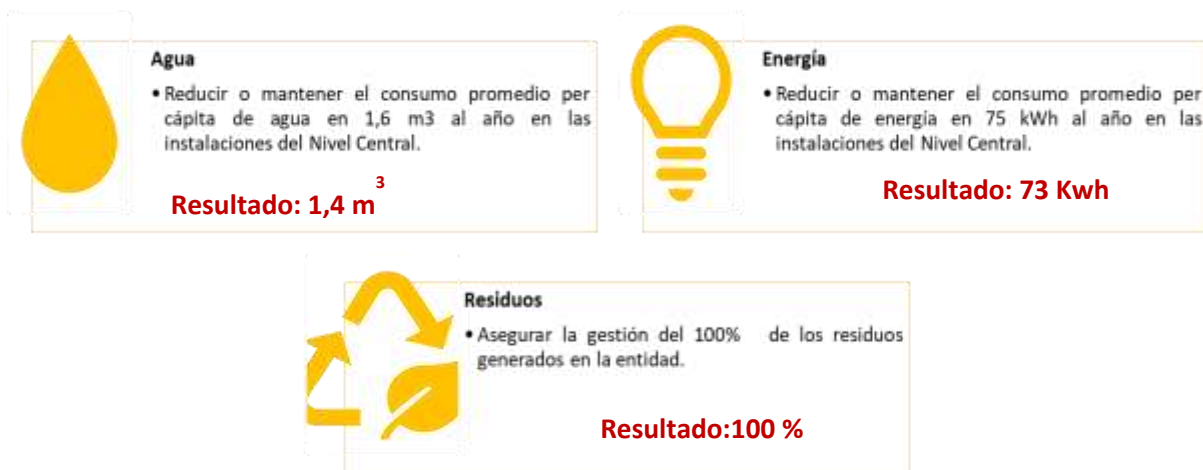 Agua
• Reducir o mantener el consumo promedio per
cápita de agua en 1,6 m3 al año en las
instalaciones del Nivel Central.
Resultado: 1,4 m³
Energía
• Reducir o mantener el consumo promedio per
cápita de energía en 75 kWh al año en las
instalaciones del Nivel Central.
Resultado: 73 Kwh
Residuos
• Asegurar la gestión del 100% de los residuos
generados en la entidad.
Resultado:100 %